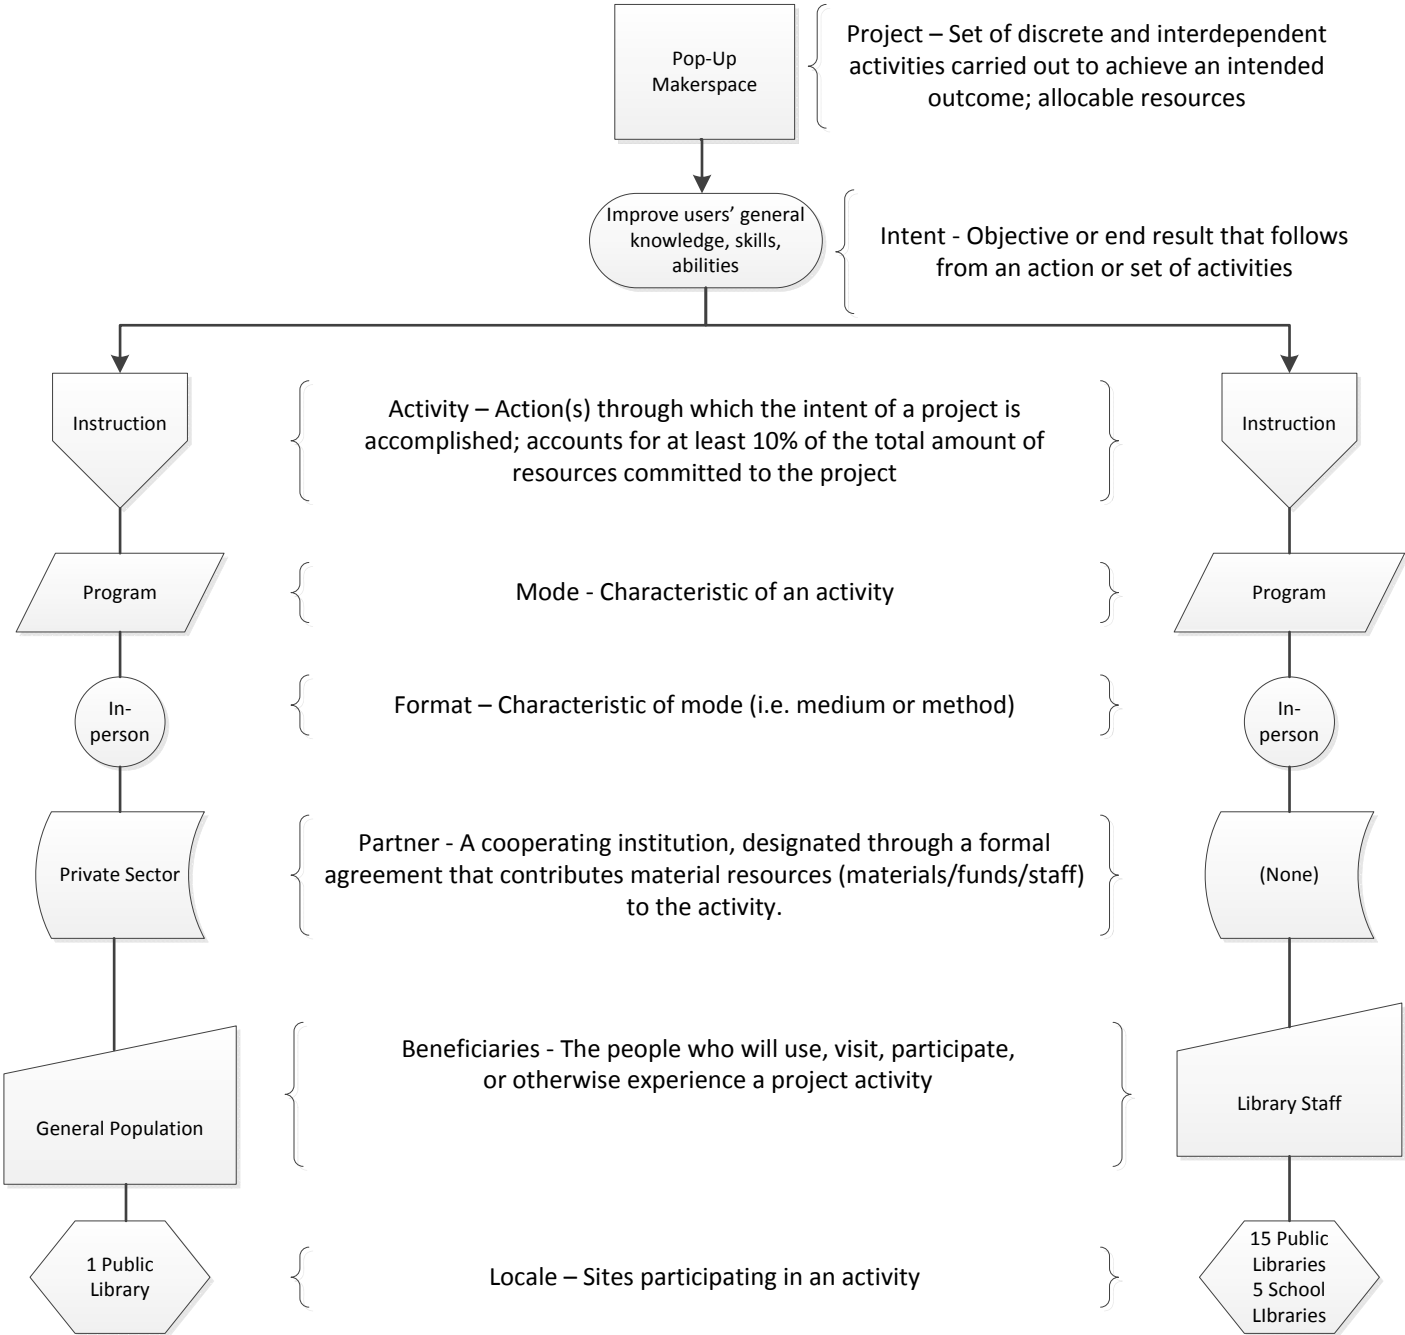 Pop-Up
Makerspace
Project – Set of discrete and interdependent
activities carried out to achieve an intended
outcome; allocable resources
Improve users’ general
knowledge, skills,
abilities
Intent - Objective or end result that follows
from an action or set of activities
Instruction
Activity – Action(s) through which the intent of a project is
accomplished; accounts for at least 10% of the total amount of
resources committed to the project
Instruction
Program
Mode - Characteristic of an activity
Program
In-
person
Format – Characteristic of mode (i.e. medium or method)
In-
person
Private Sector
Partner - A cooperating institution, designated through a formal
agreement that contributes material resources (materials/funds/staff)
to the activity.
(None)
General Population
Beneficiaries - The people who will use, visit, participate,
or otherwise experience a project activity
Library Staff
1 Public
Library
Locale – Sites participating in an activity
15 Public
Libraries
5 School
LIbraries